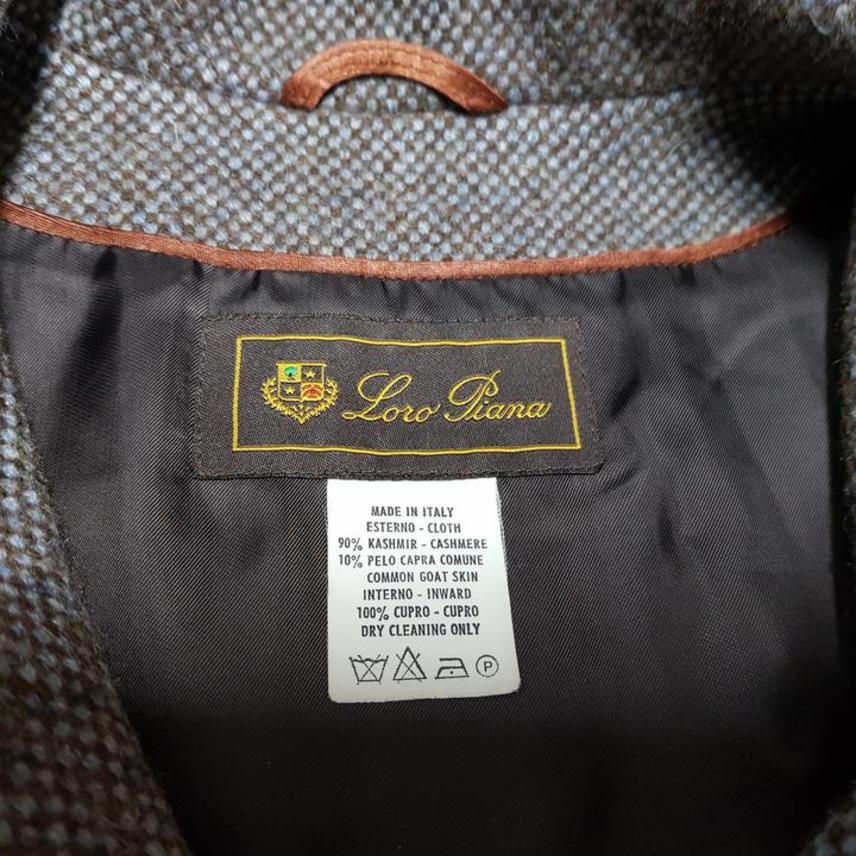 Loro Piana
MADE IN ITALY
ESTERNO - CLOTH
90% KASHMIR - CASHMERE
10% PELO CAPRA COMUNE
COMMON GOAT SKIN
INTERNO - INWARD
100% CUPRO - CUPRO
DRY CLEANING ONLY
P